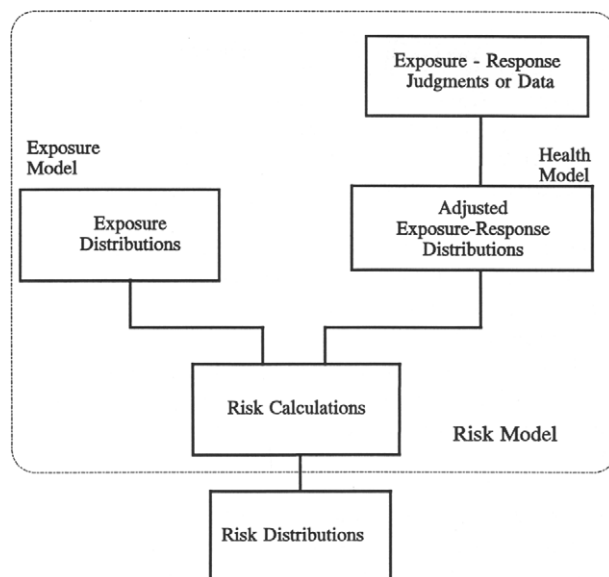 Exposure - Response
Judgments or Data
Exposure
Model
Health
Model
Exposure
Distributions
Adjusted
Exposure-Response
Distributions
Risk Calculations
Risk Model
Risk Distributions